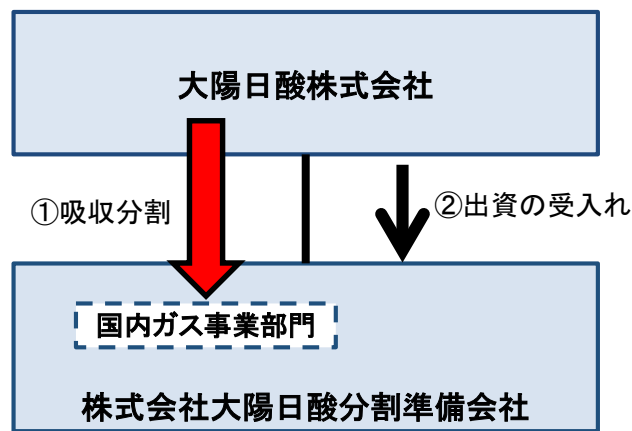 大陽日酸株式会社
①吸収分割
②出資の受入れ
国内ガス事業部門
株式会社大陽日酸分割準備会社